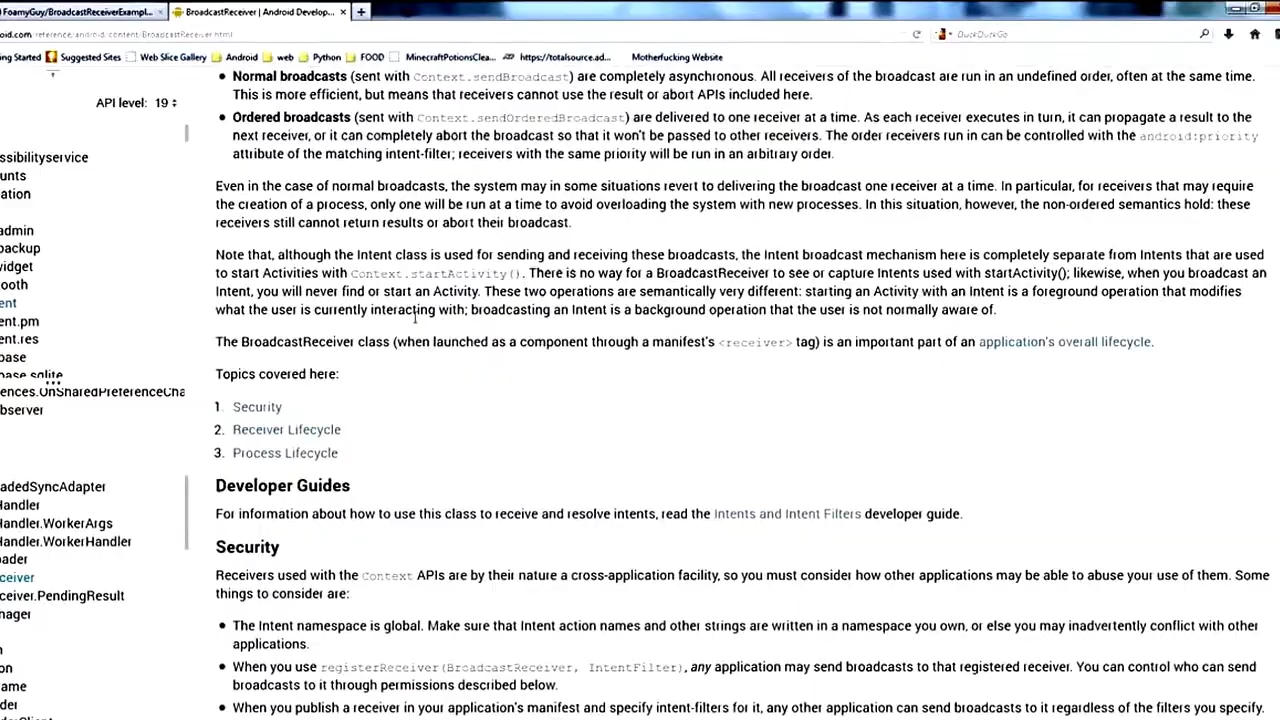 FoamyGuy/BroadcastReceiverExampl...
BroadcastReceiver | Android Develop...
oid.com/reference/android/content/BroadcastReceiver.html
DuckDuckGo
ing Started
Suggested Sites
Web Slice Gallery
Android
web
Python
FOOD
MinecraftPotionsClea...
https://totalsource.ad...
Motherfucking Website
API level: 19
ssibilityservice
unts
ation
admin
backup
widget
ooth
ent
ent.pm
ent.res
base
base.sqlite
ences.OnSharedPreferenceCha
bserver
adedSyncAdapter
Handler
Handler.WorkerArgs
Handler.WorkerHandler
oader
ceiver
ceiver.PendingResult
nager
n
on
ame
der
derClient
• Normal broadcasts (sent with Context.sendBroadcast) are completely asynchronous. All receivers of the broadcast are run in an undefined order, often at the same time.
This is more efficient, but means that receivers cannot use the result or abort APIs included here.
• Ordered broadcasts (sent with Context.sendOrderedBroadcast) are delivered to one receiver at a time. As each receiver executes in turn, it can propagate a result to the
next receiver, or it can completely abort the broadcast so that it won't be passed to other receivers. The order receivers run in can be controlled with the android:priority
attribute of the matching intent-filter; receivers with the same priority will be run in an arbitrary order.
Even in the case of normal broadcasts, the system may in some situations revert to delivering the broadcast one receiver at a time. In particular, for receivers that may require
the creation of a process, only one will be run at a time to avoid overloading the system with new processes. In this situation, however, the non-ordered semantics hold: these
receivers still cannot return results or abort their broadcast.
Note that, although the Intent class is used for sending and receiving these broadcasts, the Intent broadcast mechanism here is completely separate from Intents that are used
to start Activities with Context.startActivity(). There is no way for a BroadcastReceiver to see or capture Intents used with startActivity(); likewise, when you broadcast an
Intent, you will never find or start an Activity. These two operations are semantically very different: starting an Activity with an Intent is a foreground operation that modifies
what the user is currently interacting with; broadcasting an Intent is a background operation that the user is not normally aware of.
The BroadcastReceiver class (when launched as a component through a manifest's <receiver> tag) is an important part of an application's overall lifecycle.
Topics covered here:
1. Security
2. Receiver Lifecycle
3. Process Lifecycle
Developer Guides
For information about how to use this class to receive and resolve intents, read the Intents and Intent Filters developer guide.
Security
Receivers used with the Context APIs are by their nature a cross-application facility, so you must consider how other applications may be able to abuse your use of them. Some
things to consider are:
• The Intent namespace is global. Make sure that Intent action names and other strings are written in a namespace you own, or else you may inadvertently conflict with other
applications.
• When you use registerReceiver(BroadcastReceiver, IntentFilter), any application may send broadcasts to that registered receiver. You can control who can send
broadcasts to it through permissions described below.
• When you publish a receiver in your application's manifest and specify intent-filters for it, any other application can send broadcasts to it regardless of the filters you specify.